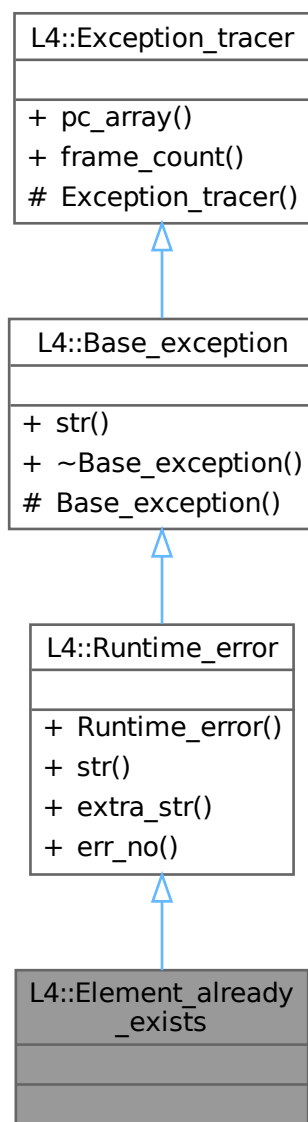 L4::Exception_tracer
+ pc_array()
+ frame_count()
# Exception_tracer()
L4::Base_exception
+ str()
+ ~Base_exception()
# Base_exception()
L4::Runtime_error
+ Runtime_error()
+ str()
+ extra_str()
+ err_no()
L4::Element_already
_exists